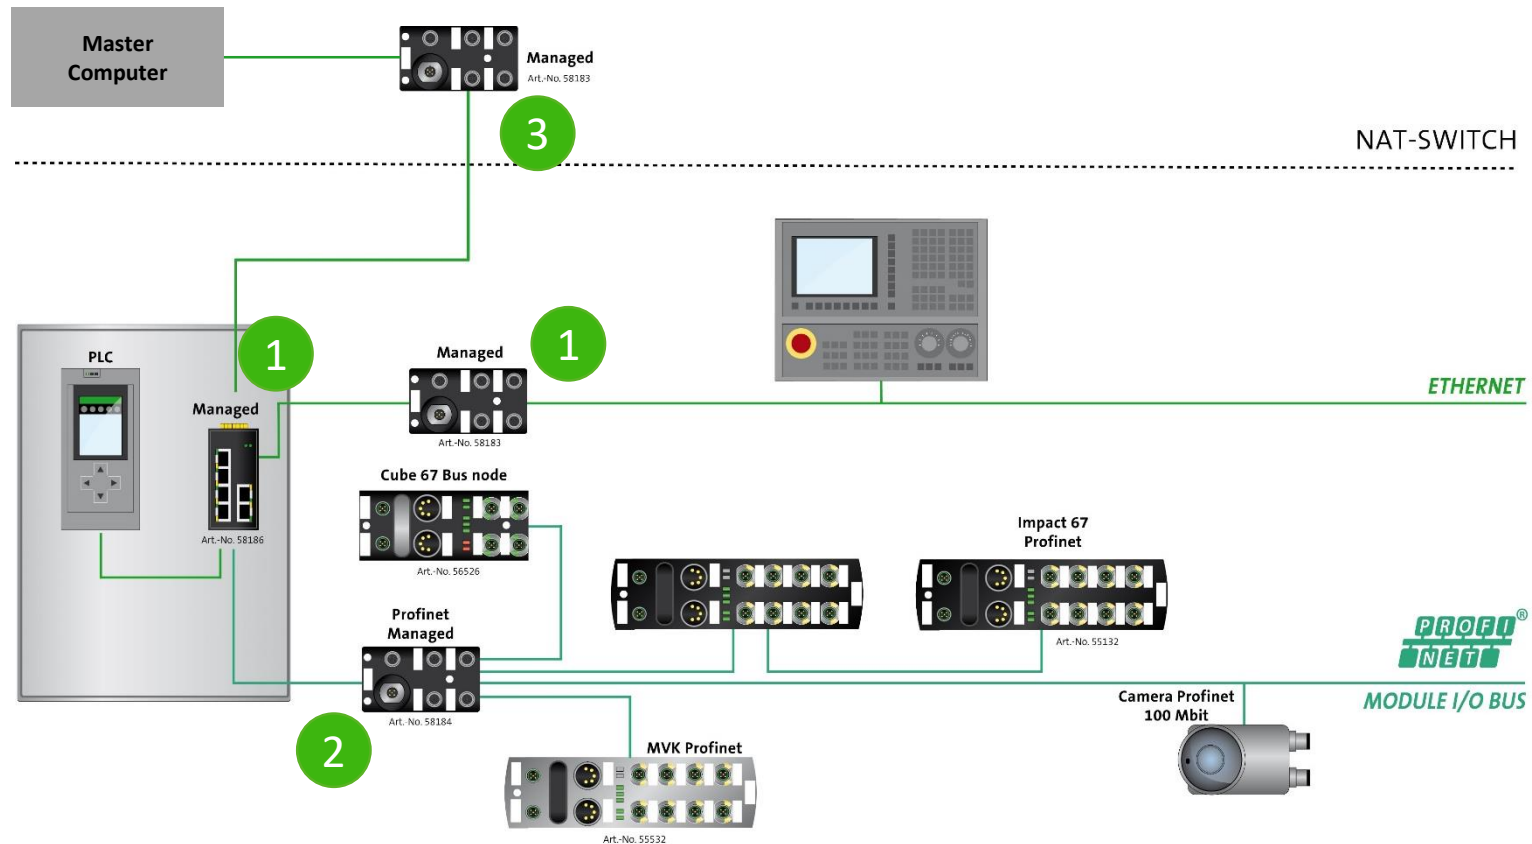 Master
Computer
Managed
Art.-No. 58183
3
NAT-SWITCH
1
PLC
Managed
Art.-No. 58186
Managed
1
Art.-No. 58183
ETHERNET
Cube 67 Bus node
Art.-No. 56526
Impact 67
Profinet
Art.-No. 55132
Profinet
Managed
Art.-No. 58184
2
PROFI®
NET
MODULE I/O BUS
Camera Profinet
100 Mbit
MVK Profinet
Art.-No. 55532